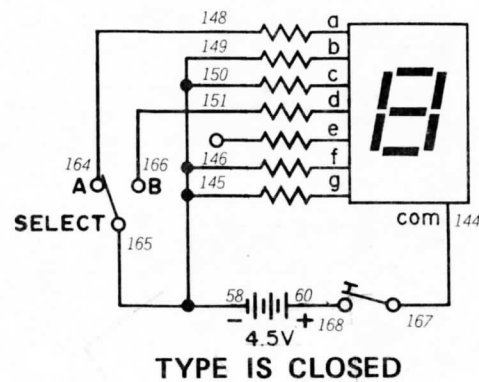 148 a
149 b
150 c
151 d
e
146 f
145 g
164 166
A B
com 144
SELECT 165
58 60
- +
168 167
4.5V
TYPE IS CLOSED